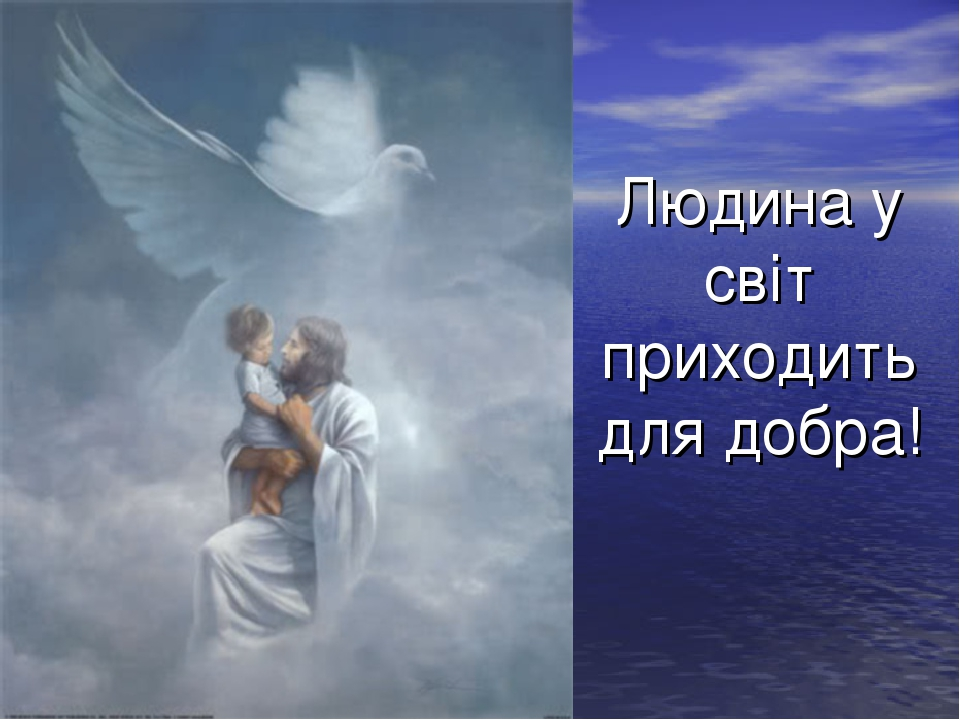 Людина у
світ
приходить
для добра!